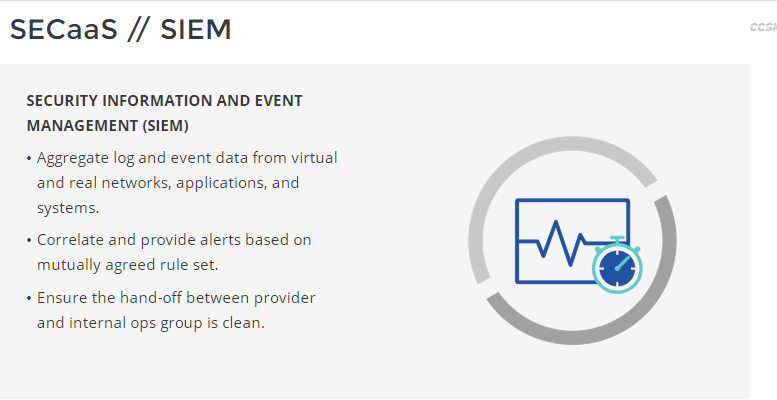 SECaaS // SIEM
SECURITY INFORMATION AND EVENT
MANAGEMENT (SIEM)
• Aggregate log and event data from virtual
and real networks, applications, and
systems.
• Correlate and provide alerts based on
mutually agreed rule set.
• Ensure the hand-off between provider
and internal ops group is clean.